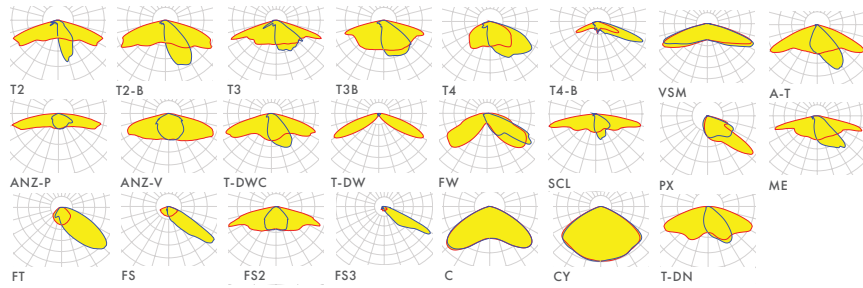 T2 T2-B T3 T3B T4 T4-B VSM A-T
ANZ-P ANZ-V T-DWC T-DW FW SCL PX ME
FT FS FS2 FS3 C CY T-DN